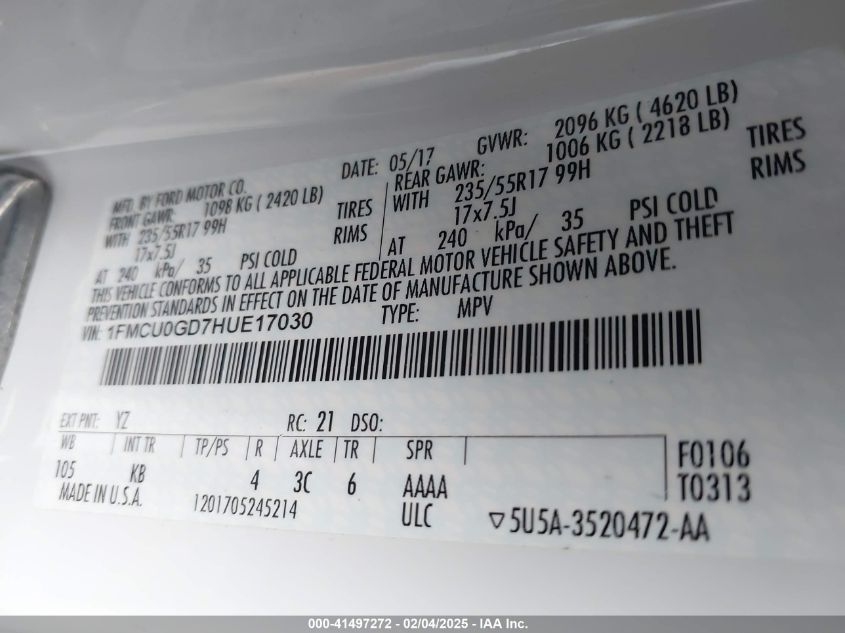 MFD. BY FORD MOTOR CO. DATE: 05/17 GVWR: 2096 KG ( 4620 LB)
FRONT GAWR: 1098 KG ( 2420 LB) REAR GAWR: 1006 KG ( 2218 LB)
WITH 235/55R17 99H TIRES WITH 235/55R17 99H TIRES
17x7.5J RIMS 17x7.5J RIMS
AT 240 kPa/ 35 PSI COLD AT 240 kPa/ 35 PSI COLD
THIS VEHICLE CONFORMS TO ALL APPLICABLE FEDERAL MOTOR VEHICLE SAFETY AND THEFT
PREVENTION STANDARDS IN EFFECT ON THE DATE OF MANUFACTURE SHOWN ABOVE.
VIN: 1FMCU0GD7HUE17030 TYPE: MPV
EXT PNT: YZ RC: 21 DSO:
WB INT TR TP/PS R AXLE TR SPR F0106
105 KB 4 3C 6 AAAA T0313
MADE IN U.S.A. 1201705245214 ULC ▽5U5A-3520472-AA
000-41497272 - 02/04/2025 - IAA Inc.